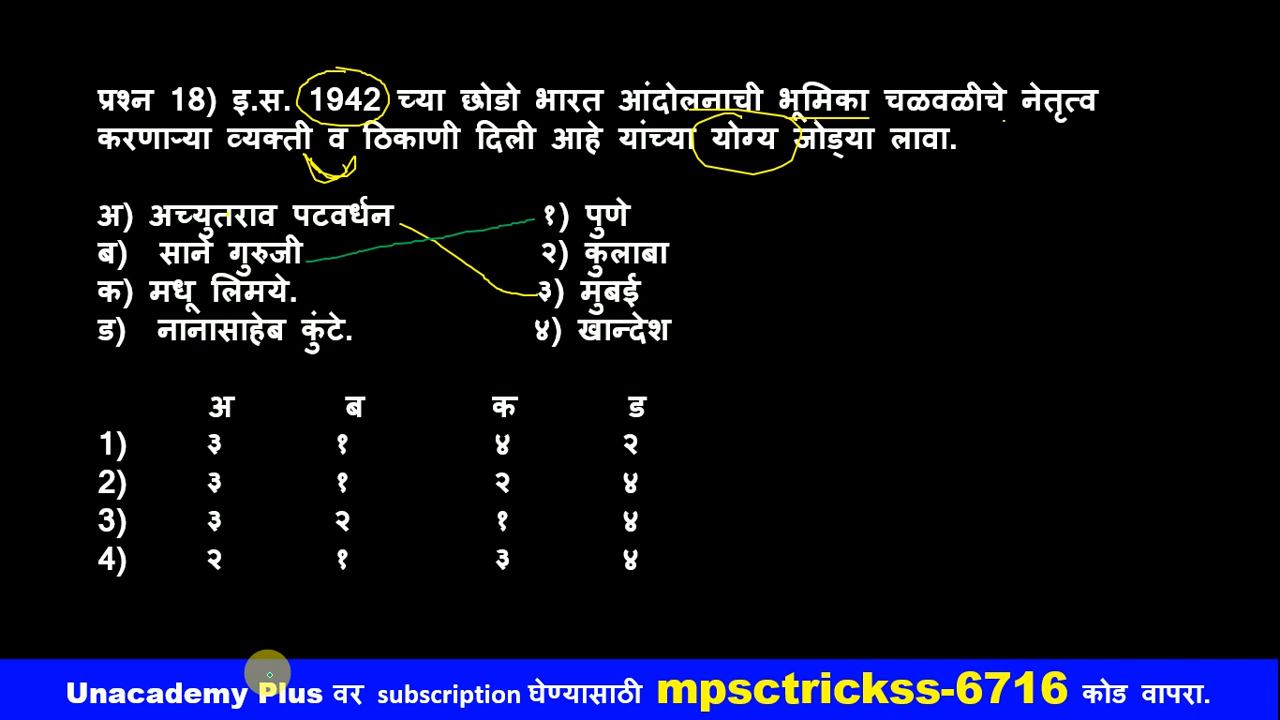 प्रश्न 18) इ.स. 1942 च्या छोडो भारत आंदोलनाची भूमिका चळवळीचे नेतृत्व
करणाऱ्या व्यक्ती व ठिकाणी दिली आहे यांच्या योग्य जोड्या लावा.
अ) अच्युतराव पटवर्धन १) पुणे
ब) साने गुरुजी २) कुलाबा
क) मधू लिमये. ३) मुबई
ड) नानासाहेब कुंटे. ४) खान्देश
अ ब क ड
1) ३ १ ४ २
2) ३ १ २ ४
3) ३ २ १ ४
4) २ १ ३ ४
Unacademy Plus वर subscription घेण्यासाठी mpsctrickss-6716 कोड वापरा.